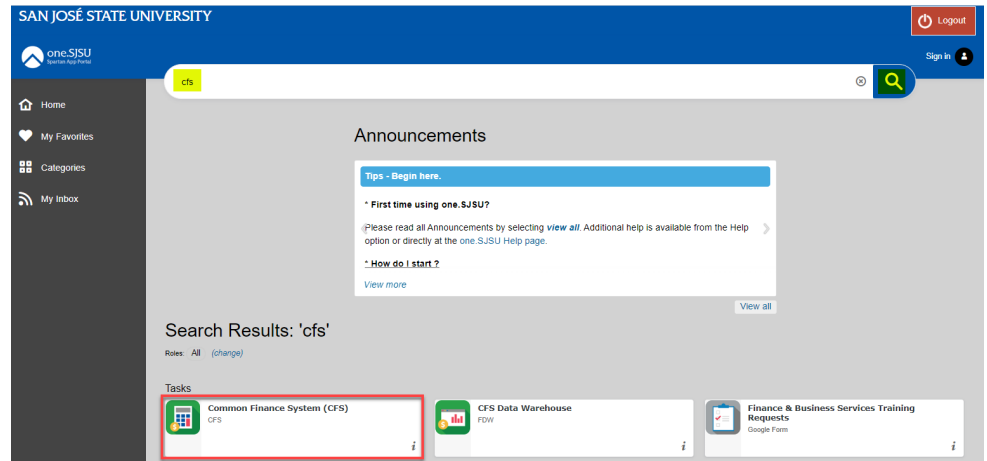 SAN JOSÉ STATE UNIVERSITY
Logout
one.SJSU
Spartan App Portal
Sign in
cfs
Home
My Favorites
Categories
My Inbox
Announcements
Tips - Begin here.
* First time using one.SJSU?
Please read all Announcements by selecting view all. Additional help is available from the Help
option or directly at the one.SJSU Help page.
* How do I start ?
View more
View all
Search Results: 'cfs'
Roles: All (change)
Tasks
Common Finance System (CFS)
CFS
i
CFS Data Warehouse
FDW
i
Finance & Business Services Training
Requests
Google Form
i